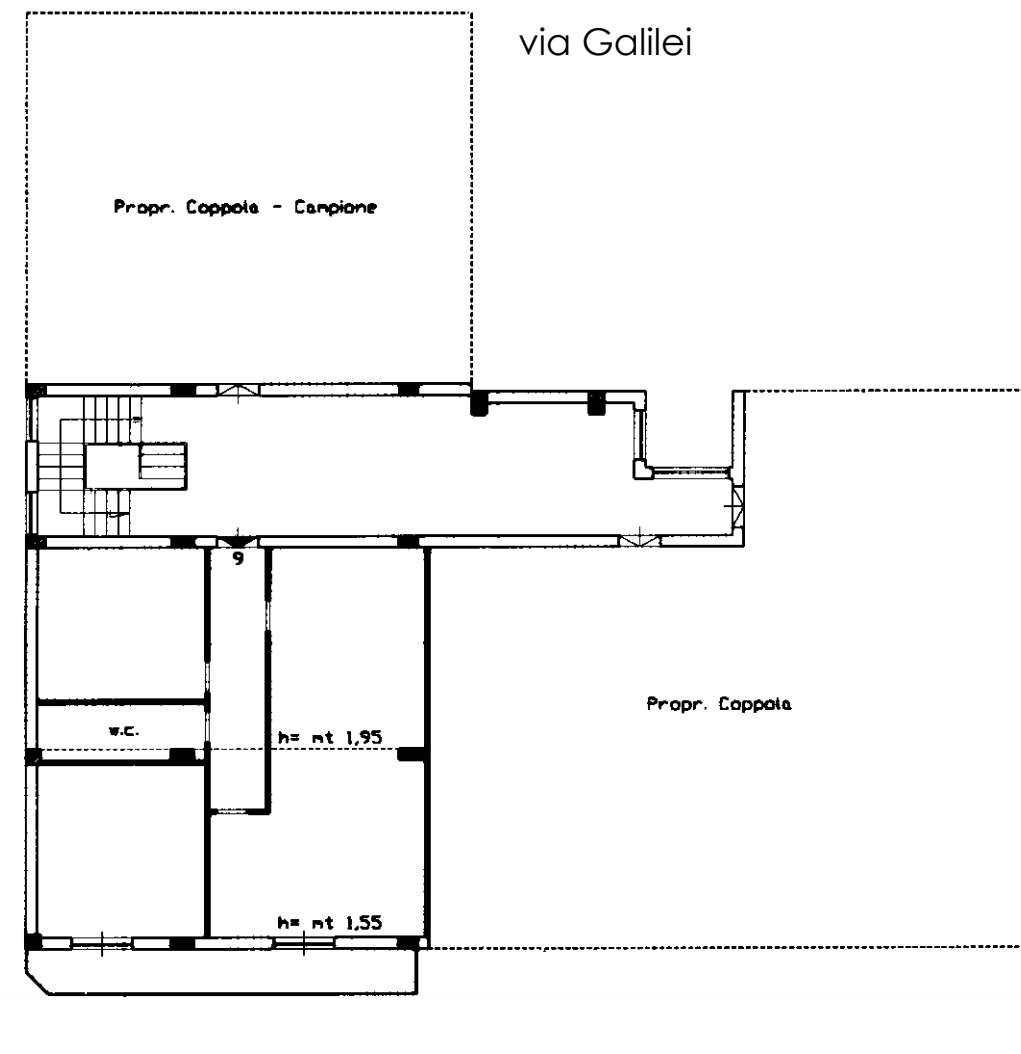 via Galilei
Propr. Coppola - Campione
9
Propr. Coppola
w.c.
h= mt 1,95
h= mt 1,55